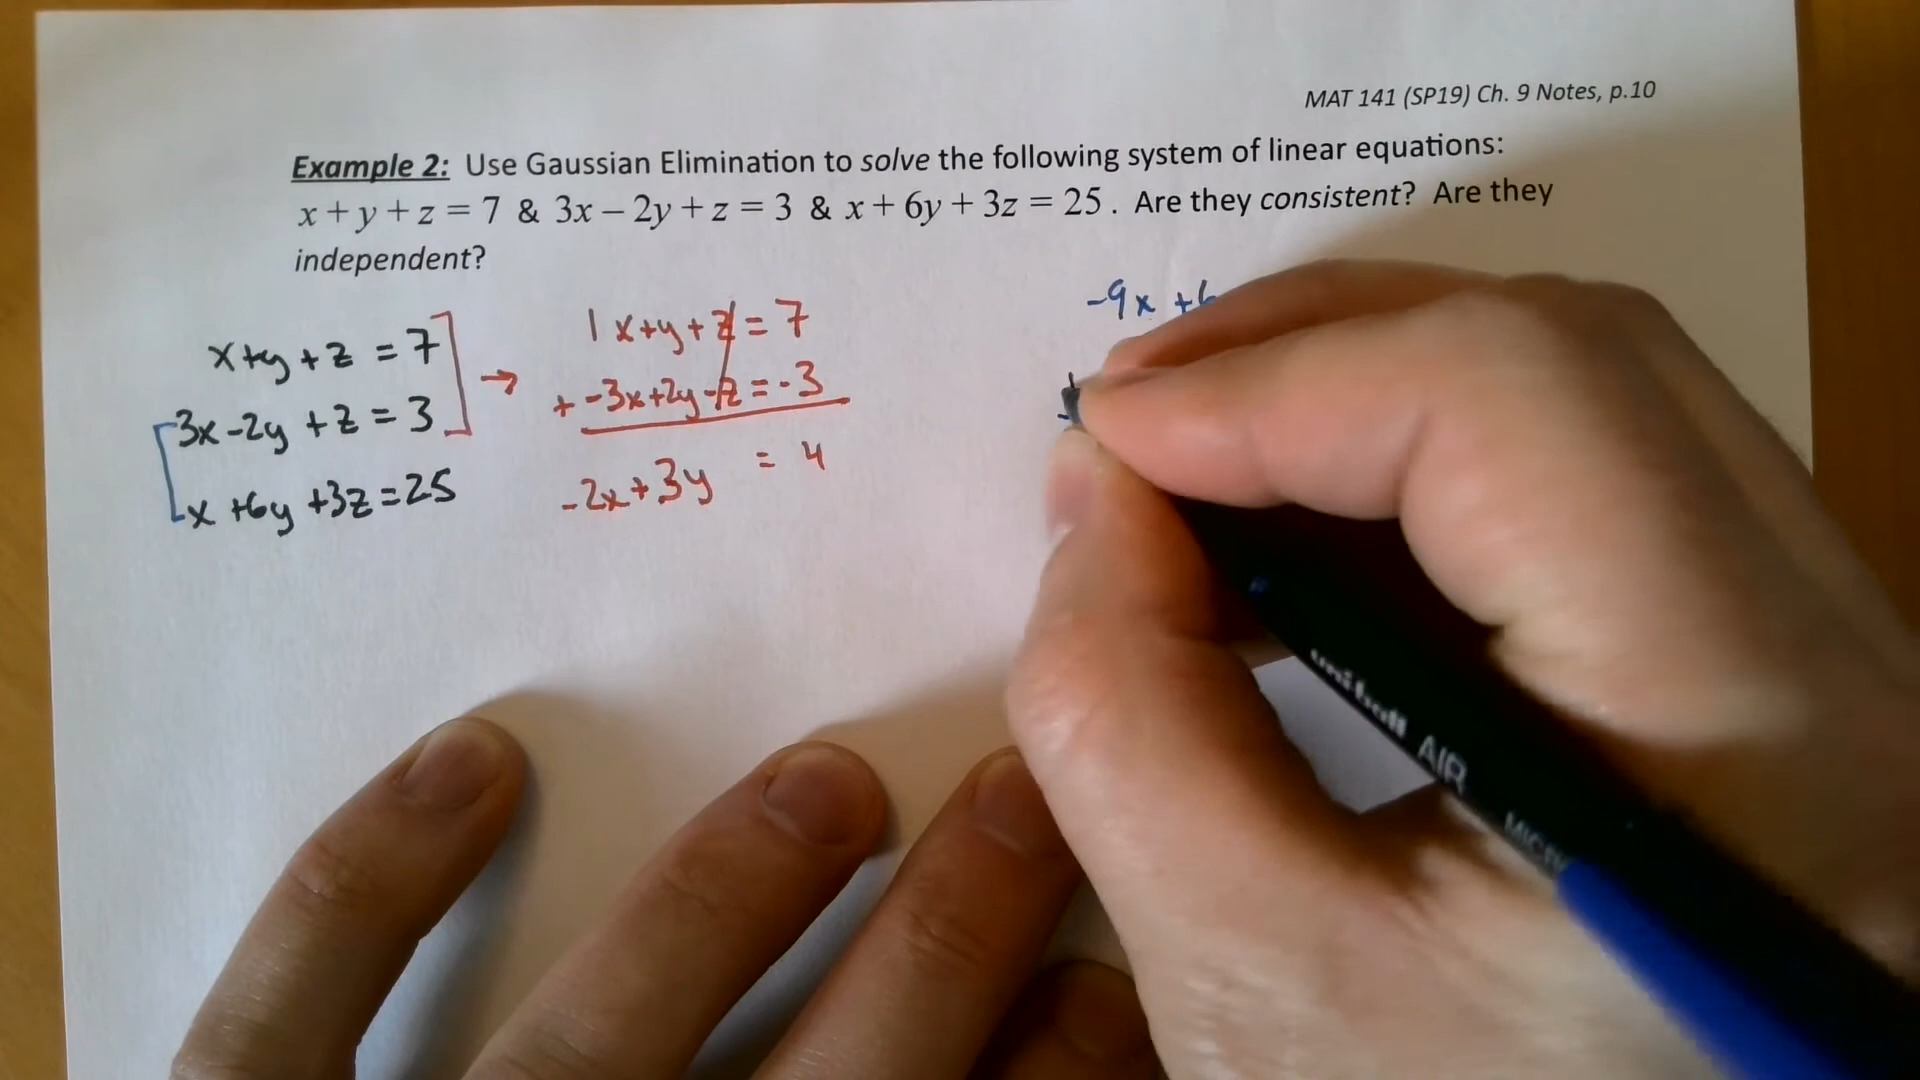 MAT 141 (SP19) Ch. 9 Notes, p.10
Example 2: Use Gaussian Elimination to solve the following system of linear equations:
x + y + z = 7 & 3x – 2y + z = 3 & x + 6y + 3z = 25 . Are they consistent? Are they
independent?
x+y+z = 7
3x-2y+z = 3
x+6y+3z=25
→
1x+y+z=7
+ -3x+2y-z=-3
-2x+3y = 4
-9x +6
+
uniball AIR